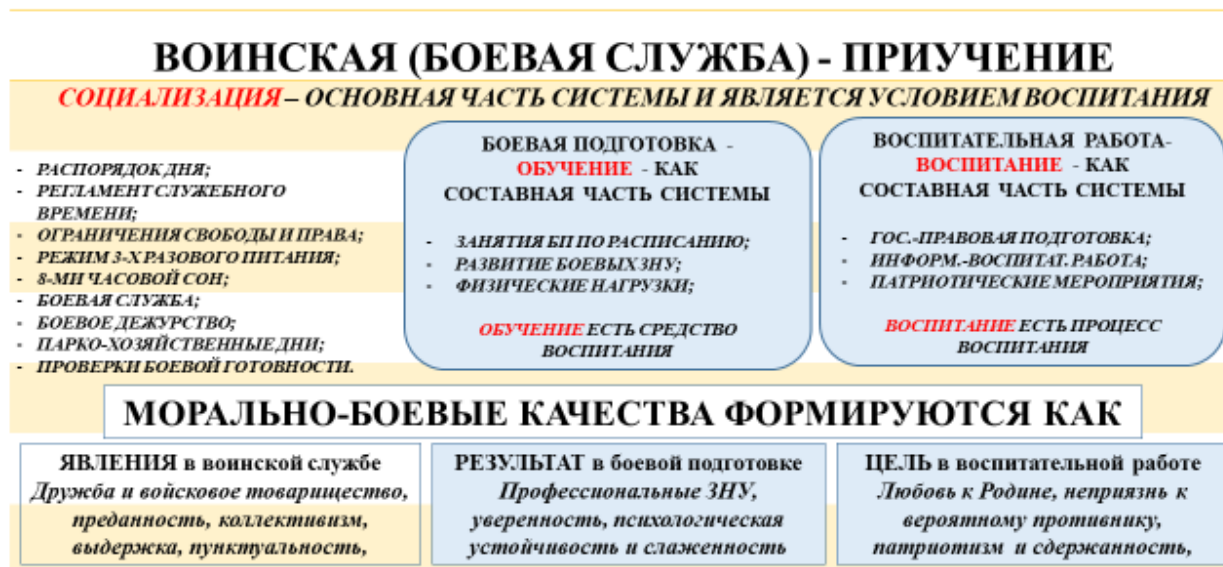 ВОИНСКАЯ (БОЕВАЯ СЛУЖБА) - ПРИУЧЕНИЕ
СОЦИАЛИЗАЦИЯ – ОСНОВНАЯ ЧАСТЬ СИСТЕМЫ И ЯВЛЯЕТСЯ УСЛОВИЕМ ВОСПИТАНИЯ
- РАСПОРЯДОК ДНЯ;
- РЕГЛАМЕНТ СЛУЖЕБНОГО
ВРЕМЕНИ;
- ОГРАНИЧЕНИЯ СВОБОДЫ И ПРАВА;
- РЕЖИМ 3-Х РАЗОВОГО ПИТАНИЯ;
- 8-МИ ЧАСОВОЙ СОН;
- БОЕВАЯ СЛУЖБА;
- БОЕВОЕ ДЕЖУРСТВО;
- ПАРКО-ХОЗЯЙСТВЕННЫЕ ДНИ;
- ПРОВЕРКИ БОЕВОЙ ГОТОВНОСТИ.
БОЕВАЯ ПОДГОТОВКА -
ОБУЧЕНИЕ - КАК
СОСТАВНАЯ ЧАСТЬ СИСТЕМЫ
- ЗАНЯТИЯ БП ПО РАСПИСАНИЮ;
- РАЗВИТИЕ БОЕВЫХ ЗНУ;
- ФИЗИЧЕСКИЕ НАГРУЗКИ;
ОБУЧЕНИЕ ЕСТЬ СРЕДСТВО
ВОСПИТАНИЯ
ВОСПИТАТЕЛЬНАЯ РАБОТА-
ВОСПИТАНИЕ - КАК
СОСТАВНАЯ ЧАСТЬ СИСТЕМЫ
- ГОС.-ПРАВОВАЯ ПОДГОТОВКА;
- ИНФОРМ.-ВОСПИТАТ. РАБОТА;
- ПАТРИОТИЧЕСКИЕ МЕРОПРИЯТИЯ;
ВОСПИТАНИЕ ЕСТЬ ПРОЦЕСС
ВОСПИТАНИЯ
МОРАЛЬНО-БОЕВЫЕ КАЧЕСТВА ФОРМИРУЮТСЯ КАК
ЯВЛЕНИЯ в воинской службе
Дружба и войсковое товарищество,
преданность, коллективизм,
выдержка, пунктуальность,
РЕЗУЛЬТАТ в боевой подготовке
Профессиональные ЗНУ,
уверенность, психологическая
устойчивость и слаженность
ЦЕЛЬ в воспитательной работе
Любовь к Родине, неприязнь к
вероятному противнику,
патриотизм и сдержанность,